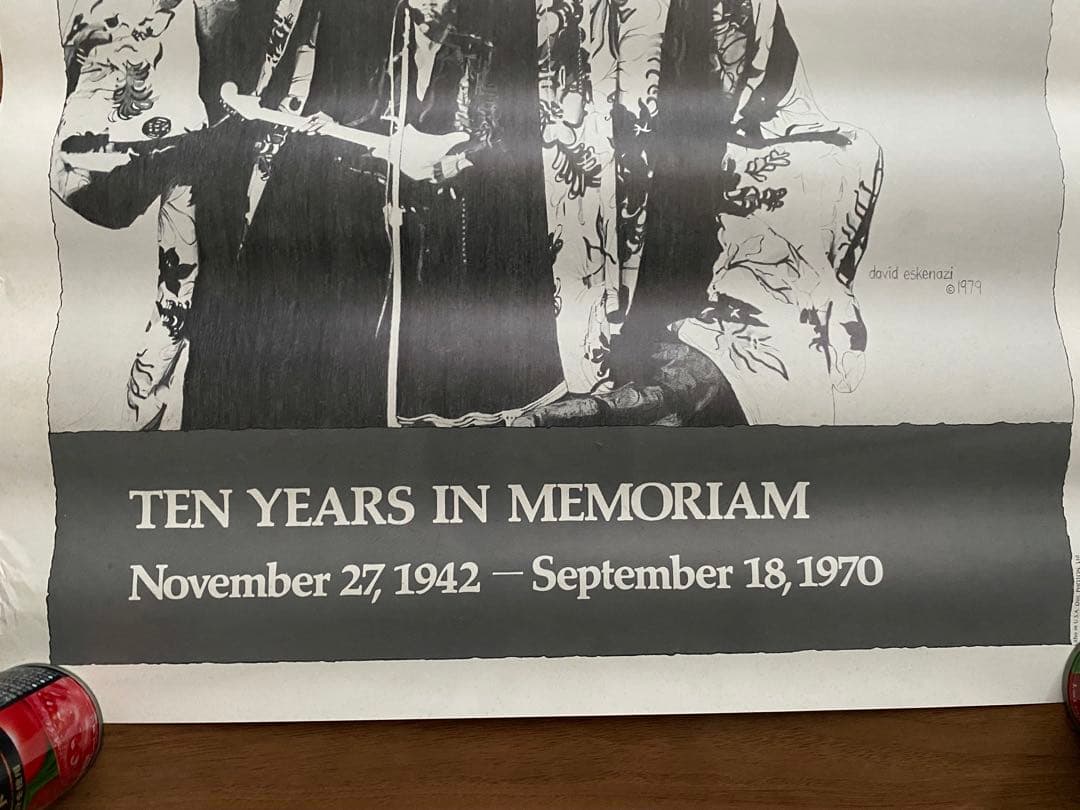 david eskenazi
©1979
TEN YEARS IN MEMORIAM
November 27, 1942 — September 18, 1970